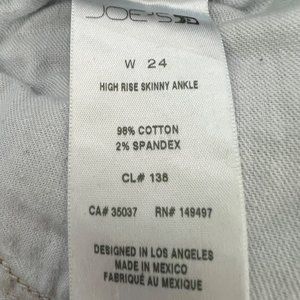 JOE'S
W 24
HIGH RISE SKINNY ANKLE
98% COTTON
2% SPANDEX
CL# 138
CA# 35037 RN# 149497
DESIGNED IN LOS ANGELES
MADE IN MEXICO
FABRIQUÉ AU MEXIQUE